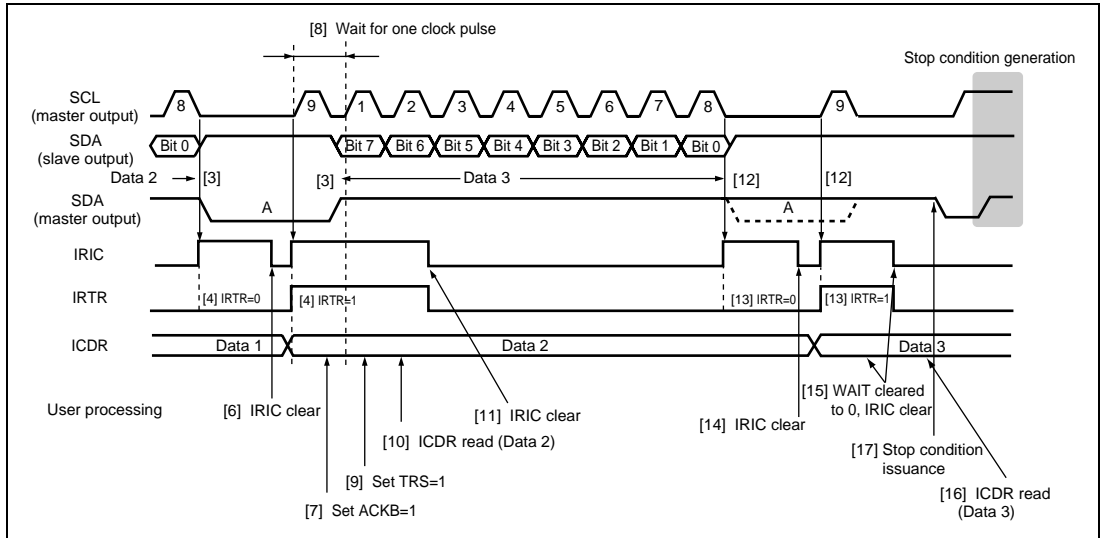 [8] Wait for one clock pulse
Stop condition generation
SCL
(master output)
8 9 1 2 3 4 5 6 7 8 9
SDA
(slave output)
Bit 0 Bit 7 Bit 6 Bit 5 Bit 4 Bit 3 Bit 2 Bit 1 Bit 0
Data 2 [3] [3] Data 3 [12] [12]
SDA
(master output)
A A
IRIC
IRTR
[4] IRTR=0 [4] IRTR=1 [13] IRTR=0 [13] IRTR=1
ICDR
Data 1 Data 2 Data 3
User processing
[6] IRIC clear
[11] IRIC clear
[14] IRIC clear
[15] WAIT cleared
to 0, IRIC clear
[10] ICDR read (Data 2)
[17] Stop condition
issuance
[9] Set TRS=1
[16] ICDR read
(Data 3)
[7] Set ACKB=1